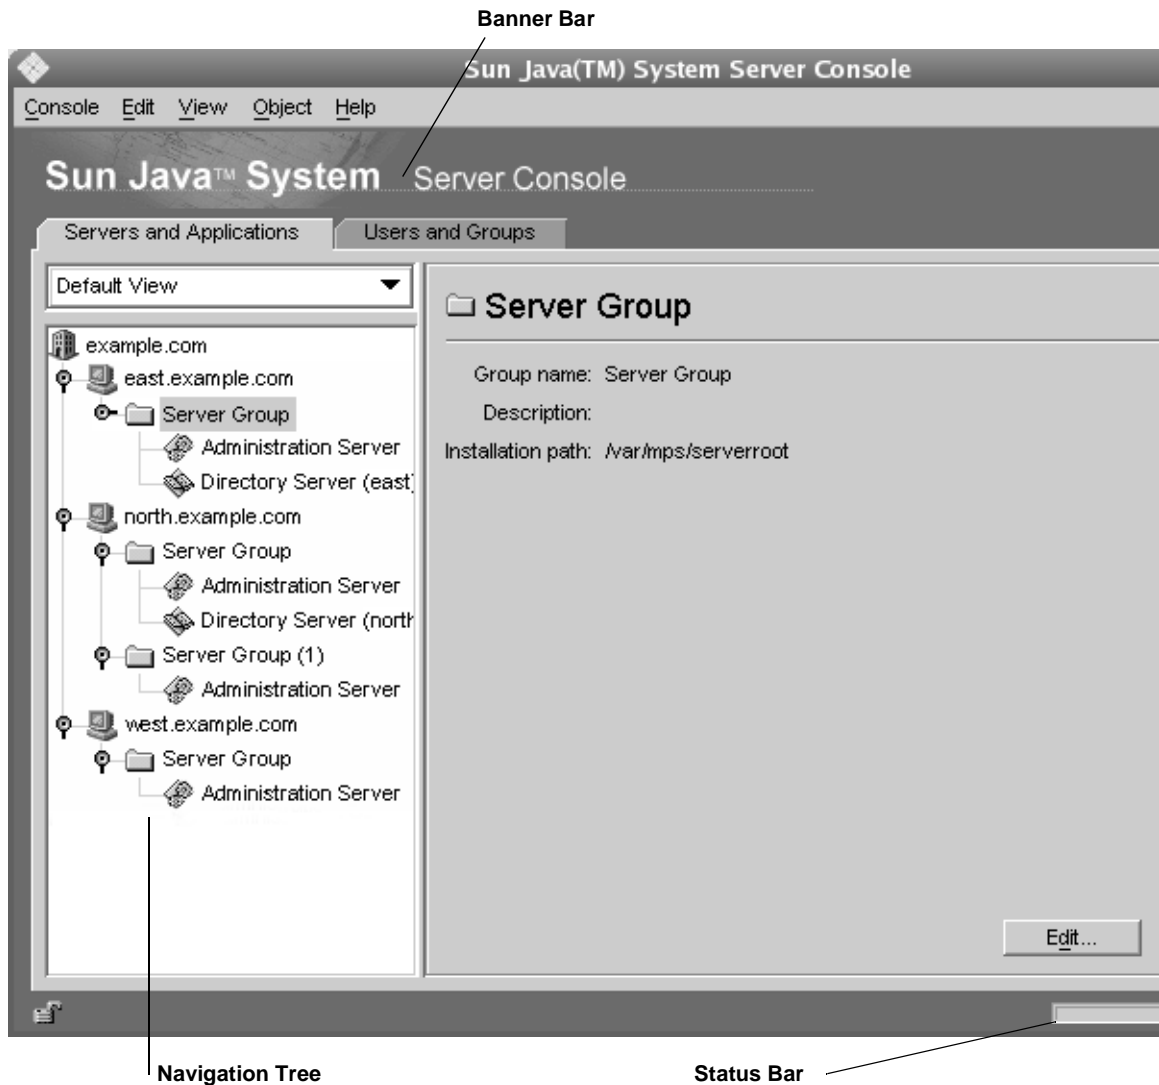 Banner Bar
Sun Java(TM) System Server Console
Console Edit View Object Help
Sun Java™ System Server Console
Servers and Applications Users and Groups
Default View
Server Group
example.com
east.example.com
Server Group
Administration Server
Directory Server (east)
north.example.com
Server Group
Administration Server
Directory Server (north
Server Group (1)
Administration Server
west.example.com
Server Group
Administration Server
Group name: Server Group
Description:
Installation path: /var/mps/serverroot
Edit...
Navigation Tree
Status Bar